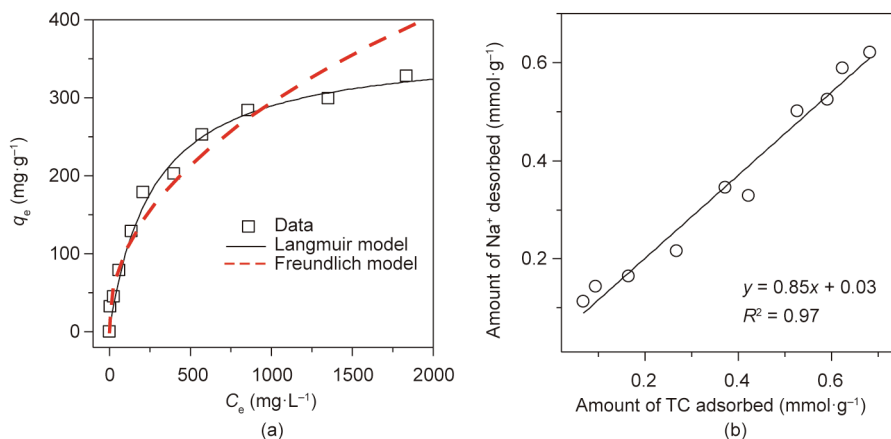 400
300
200
100
0
qe (mg·g⁻¹)
Data
Langmuir model
Freundlich model
0 500 1000 1500 2000
Ce (mg·L⁻¹)
(a)
0.6
0.4
0.2
Amount of Na⁺ desorbed (mmol·g⁻¹)
y = 0.85x + 0.03
R² = 0.97
0.2 0.4 0.6
Amount of TC adsorbed (mmol·g⁻¹)
(b)